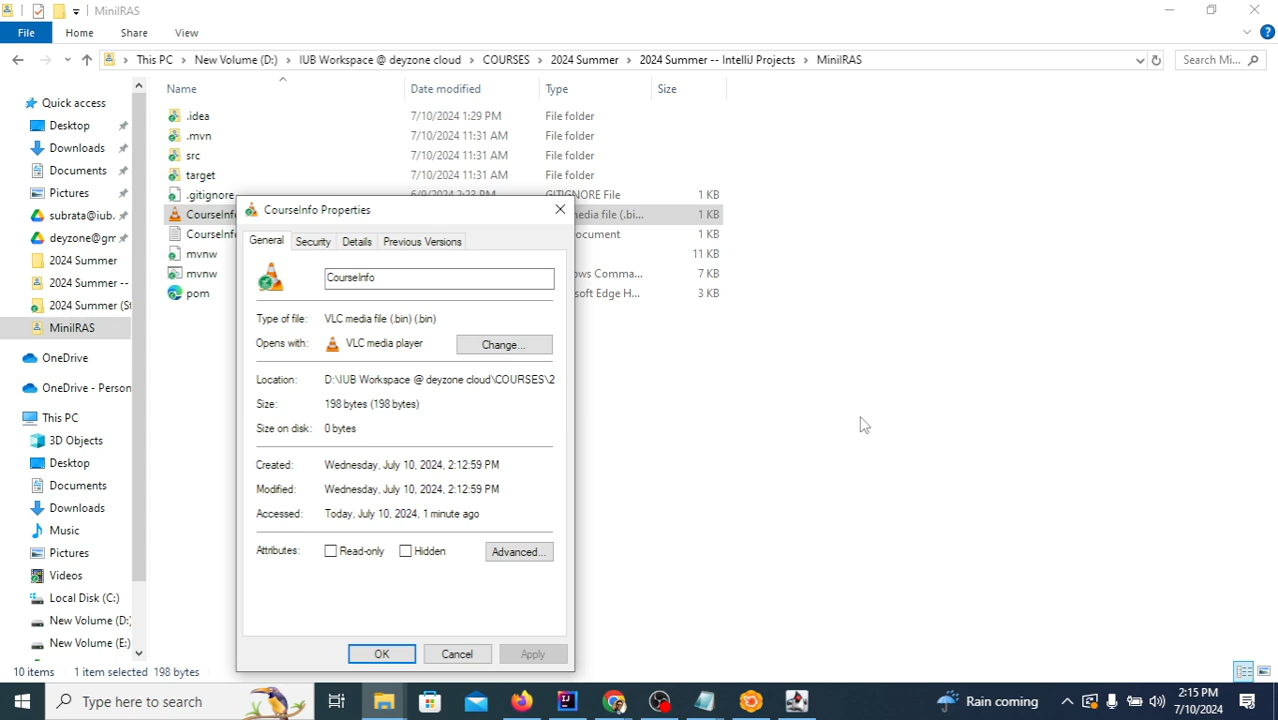 MiniIRAS
File Home Share View
This PC New Volume (D:) IUB Workspace @ deyzone cloud COURSES 2024 Summer 2024 Summer -- IntelliJ Projects MiniIRAS Search Mi...
Name Date modified Type Size
Quick access
Desktop
Downloads
Documents
Pictures
subrata@iub.
deyzone@gm
2024 Summer
2024 Summer --
2024 Summer (St
MiniIRAS
OneDrive
OneDrive - Person
This PC
3D Objects
Desktop
Documents
Downloads
Music
Pictures
Videos
Local Disk (C:)
New Volume (D:)
New Volume (E:)
.idea 7/10/2024 1:29 PM File folder
.mvn 7/10/2024 11:31 AM File folder
src 7/10/2024 11:31 AM File folder
target 7/10/2024 11:31 AM File folder
.gitignore 6/9/2024 2:23 PM GITIGNORE File 1 KB
CourseInfo media file (.bi... 1 KB
CourseInf ocument 1 KB
mvnw 11 KB
mvnw ows Comma... 7 KB
pom soft Edge H... 3 KB
CourseInfo Properties
General Security Details Previous Versions
CourseInfo
Type of file: VLC media file (.bin) (.bin)
Opens with: VLC media player Change...
Location: D:\IUB Workspace @ deyzone cloud\COURSES\2
Size: 198 bytes (198 bytes)
Size on disk: 0 bytes
Created: Wednesday, July 10, 2024, 2:12:59 PM
Modified: Wednesday, July 10, 2024, 2:12:59 PM
Accessed: Today, July 10, 2024, 1 minute ago
Attributes: Read-only Hidden Advanced...
OK Cancel Apply
10 items 1 item selected 198 bytes
Type here to search Rain coming 2:15 PM
7/10/2024